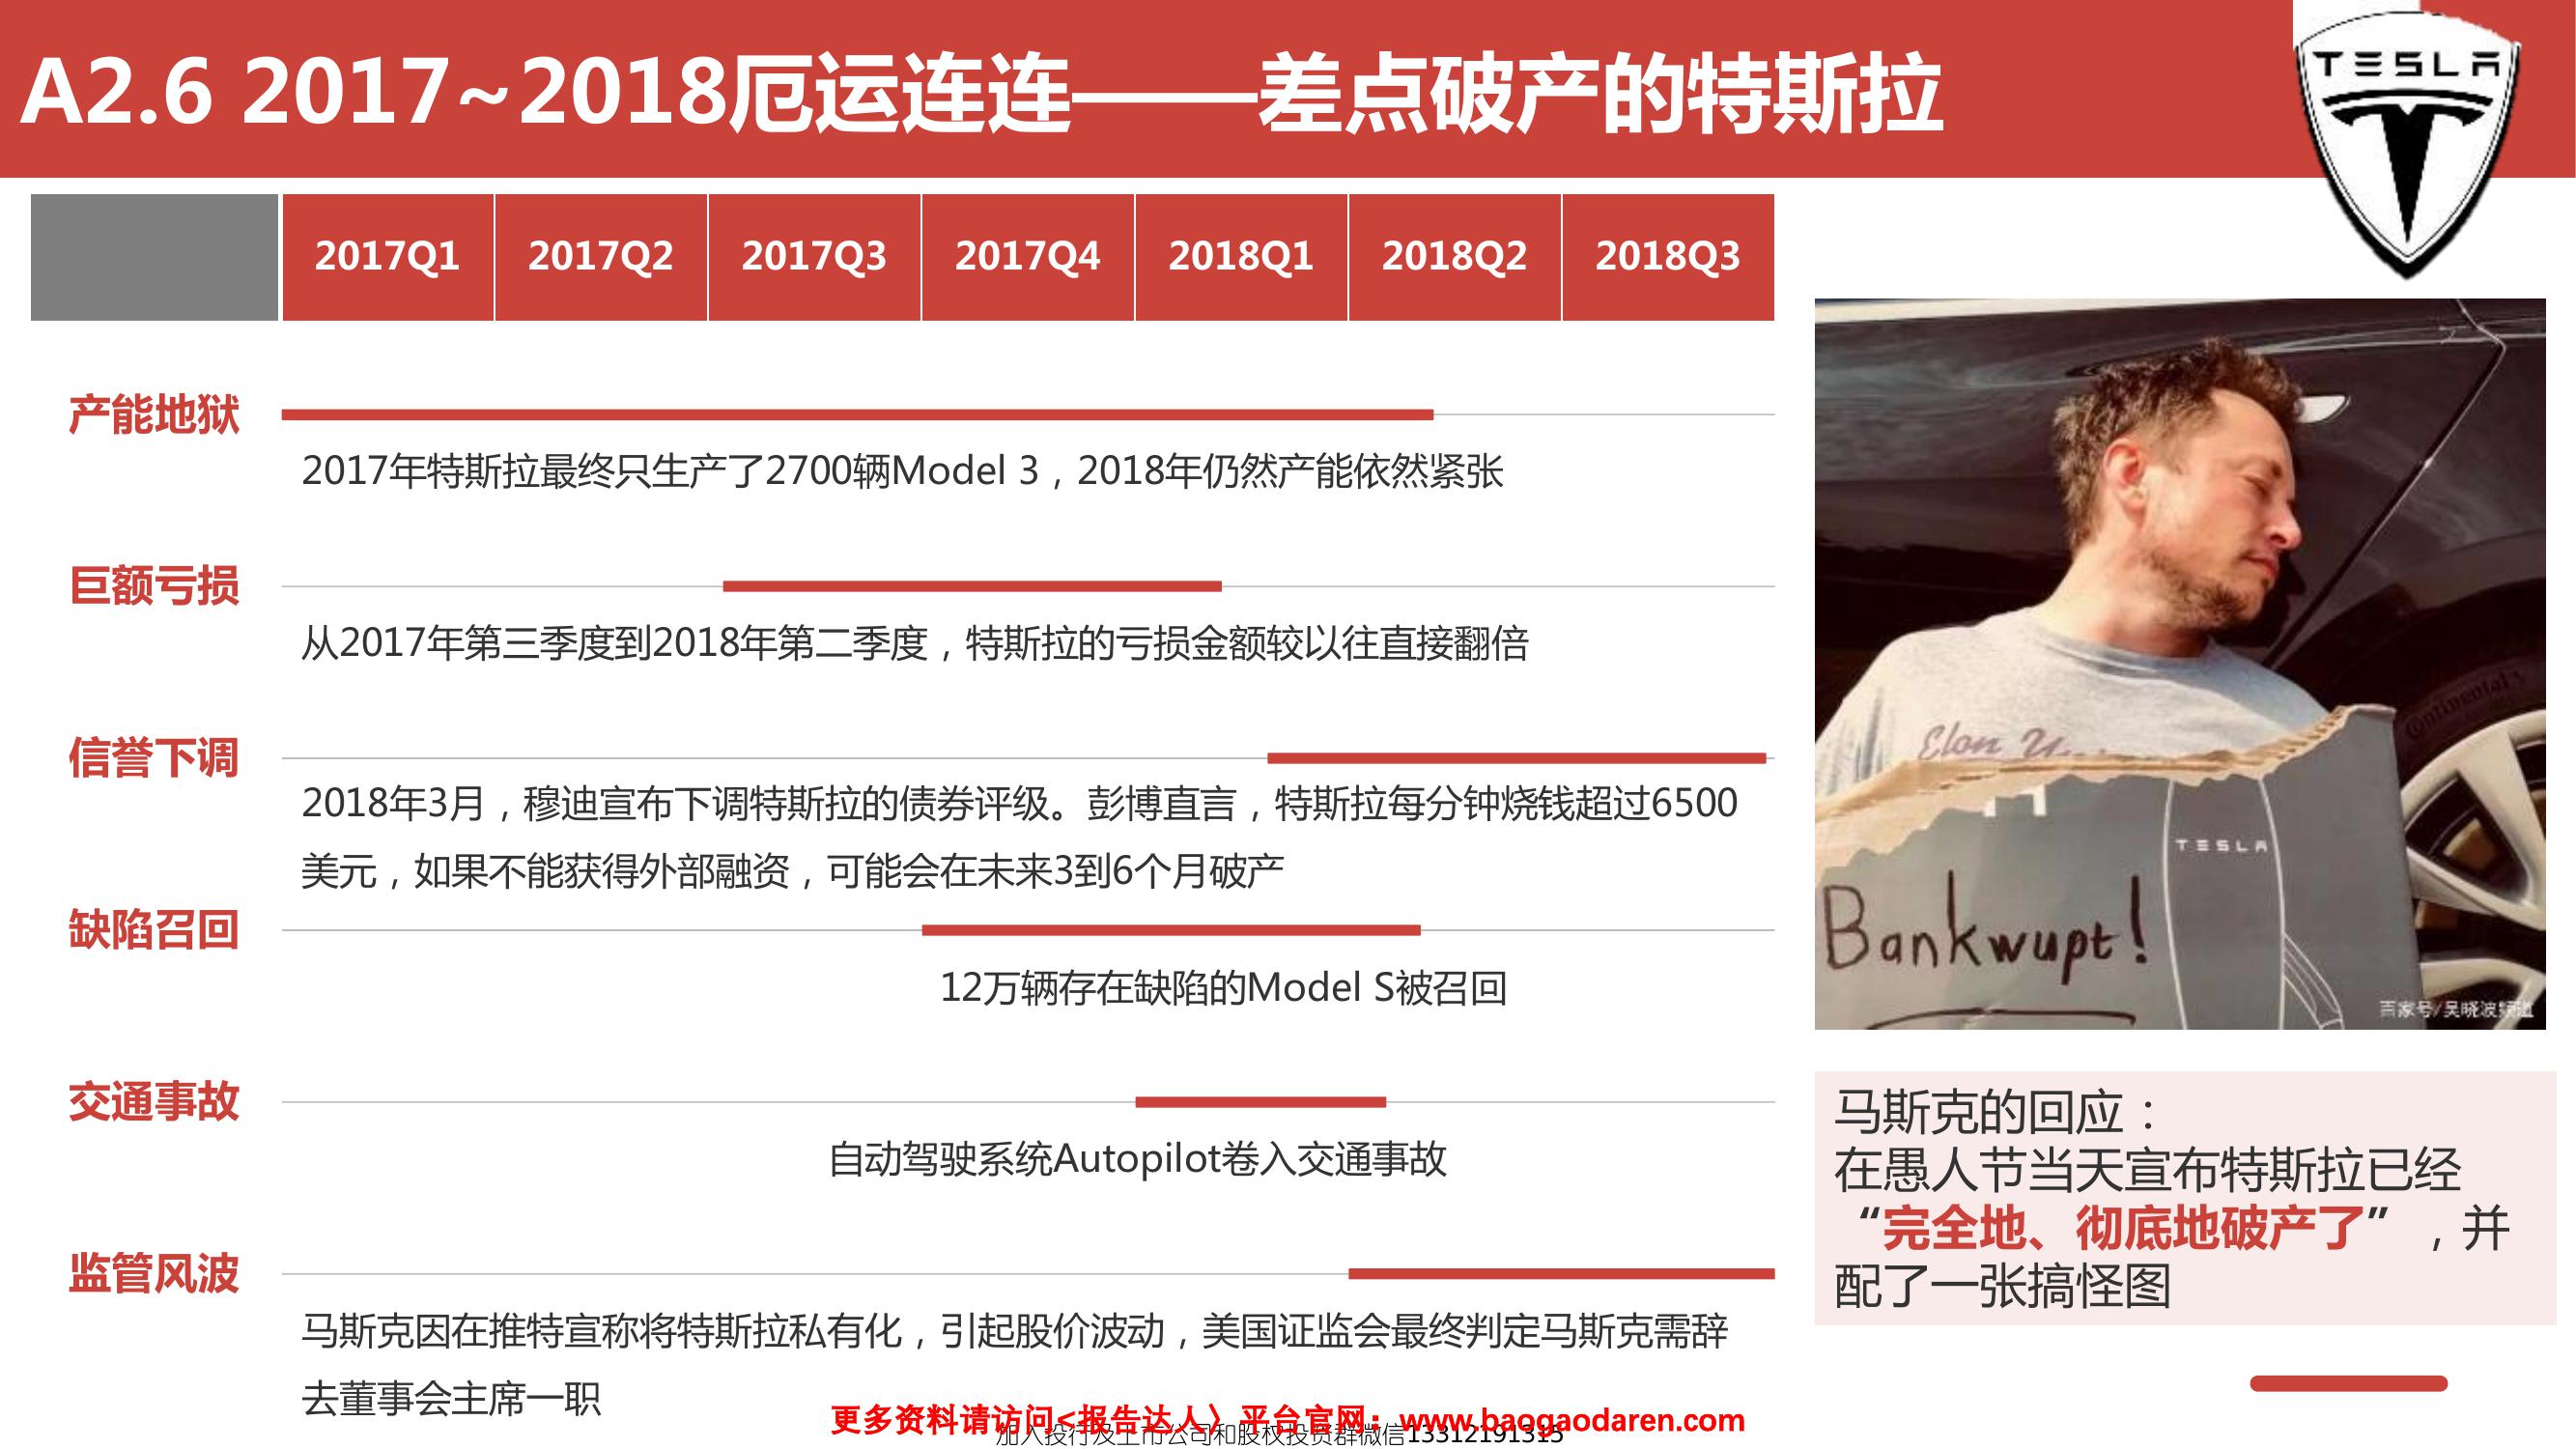 A2.6 2017~2018厄运连连——差点破产的特斯拉
TESLA
2017Q1 2017Q2 2017Q3 2017Q4 2018Q1 2018Q2 2018Q3
产能地狱
2017年特斯拉最终只生产了2700辆Model 3，2018年仍然产能依然紧张
巨额亏损
从2017年第三季度到2018年第二季度，特斯拉的亏损金额较以往直接翻倍
信誉下调
2018年3月，穆迪宣布下调特斯拉的债券评级。彭博直言，特斯拉每分钟烧钱超过6500
美元，如果不能获得外部融资，可能会在未来3到6个月破产
缺陷召回
12万辆存在缺陷的Model S被召回
交通事故
自动驾驶系统Autopilot卷入交通事故
监管风波
马斯克因在推特宣称将特斯拉私有化，引起股价波动，美国证监会最终判定马斯克需辞
去董事会主席一职
Continental
Elon
TESLA
Bankwupt!
百家号/吴晓波频道
马斯克的回应：
在愚人节当天宣布特斯拉已经
“完全地、彻底地破产了”，并
配了一张搞怪图
更多资料请访问<报告达人〉平台官网：www.baogaodaren.com
加入投行及上市公司和股权投资群微信13312191315